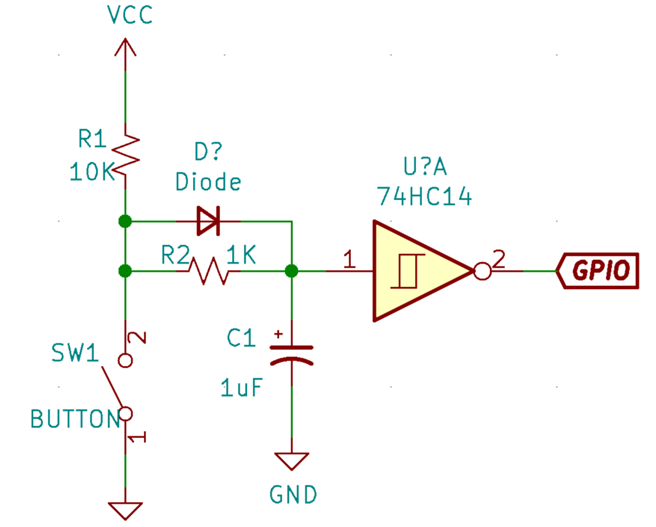 VCC
R1
10K
D?
Diode
R2 1K
U?A
74HC14
1
2
GPIO
C1
+
1uF
SW1
2
BUTTON
1
GND